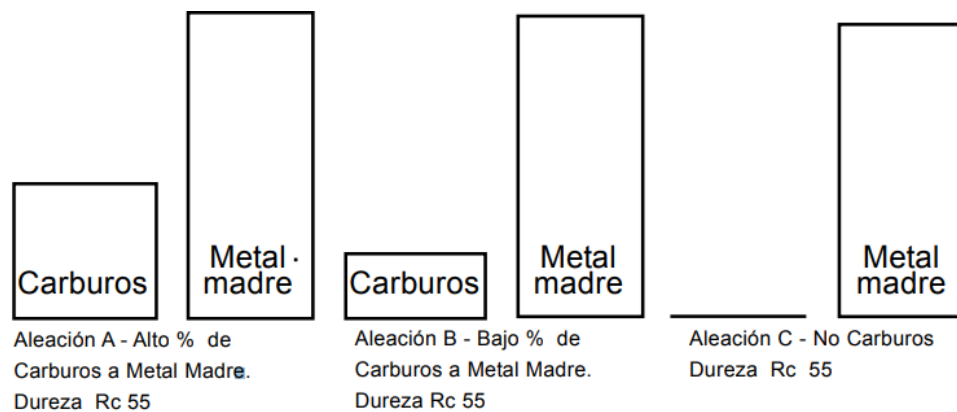 Carburos
Metal
madre
Aleación A - Alto % de
Carburos a Metal Madre.
Dureza Rc 55
Carburos
Metal
madre
Aleación B - Bajo % de
Carburos a Metal Madre.
Dureza Rc 55
Metal
madre
Aleación C - No Carburos
Dureza Rc 55